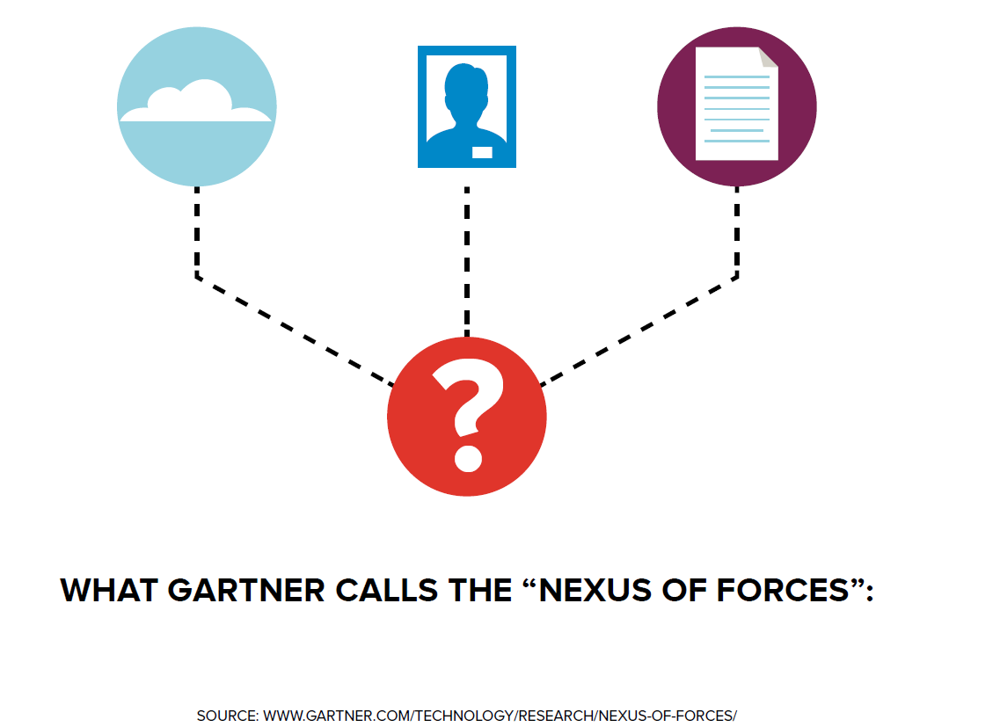 ?
WHAT GARTNER CALLS THE “NEXUS OF FORCES”:
SOURCE: WWW.GARTNER.COM/TECHNOLOGY/RESEARCH/NEXUS-OF-FORCES/